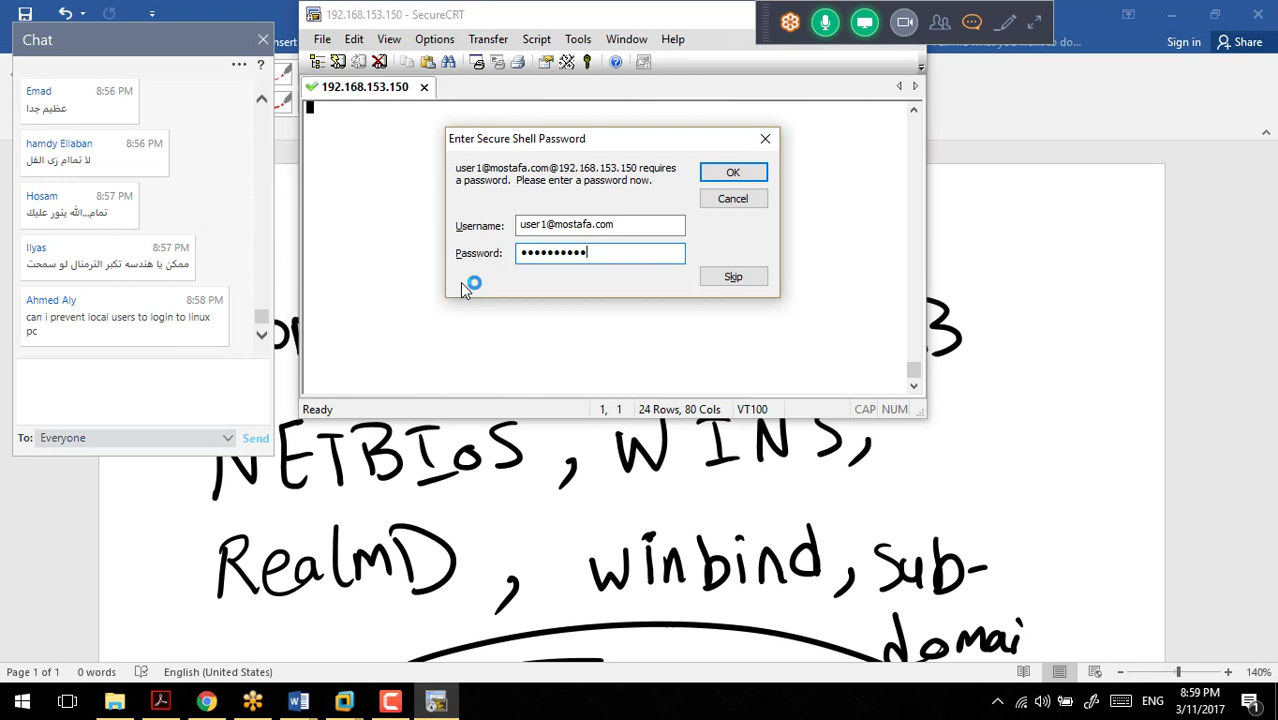 192.168.153.150 - SecureCRT
Chat
File Edit View Options Transfer Script Tools Window Help
Sign in Share
192.168.153.150
Emad 8:56 PM
عظيم جدا
hamdy Ellaban 8:56 PM
لا تماام زى الفل
Hosam 8:57 PM
تمام,,,الله ينور عليك
Ilyas 8:57 PM
ممكن يا هندسه تكبر الترمنال لو سمحت
Ahmed Aly 8:58 PM
can i prevent local users to login to linux
pc
To: Everyone Send
Enter Secure Shell Password
user1@mostafa.com@192.168.153.150 requires
a password. Please enter a password now.
OK
Cancel
Username: user1@mostafa.com
Password: ••••••••••
Skip
Ready 1, 1 24 Rows, 80 Cols VT100 CAP NUM
3
NETBIoS, WINS,
RealmD, winbind, sub-
domai
Page 1 of 1 0 words English (United States) 140%
ENG 8:59 PM
3/11/2017